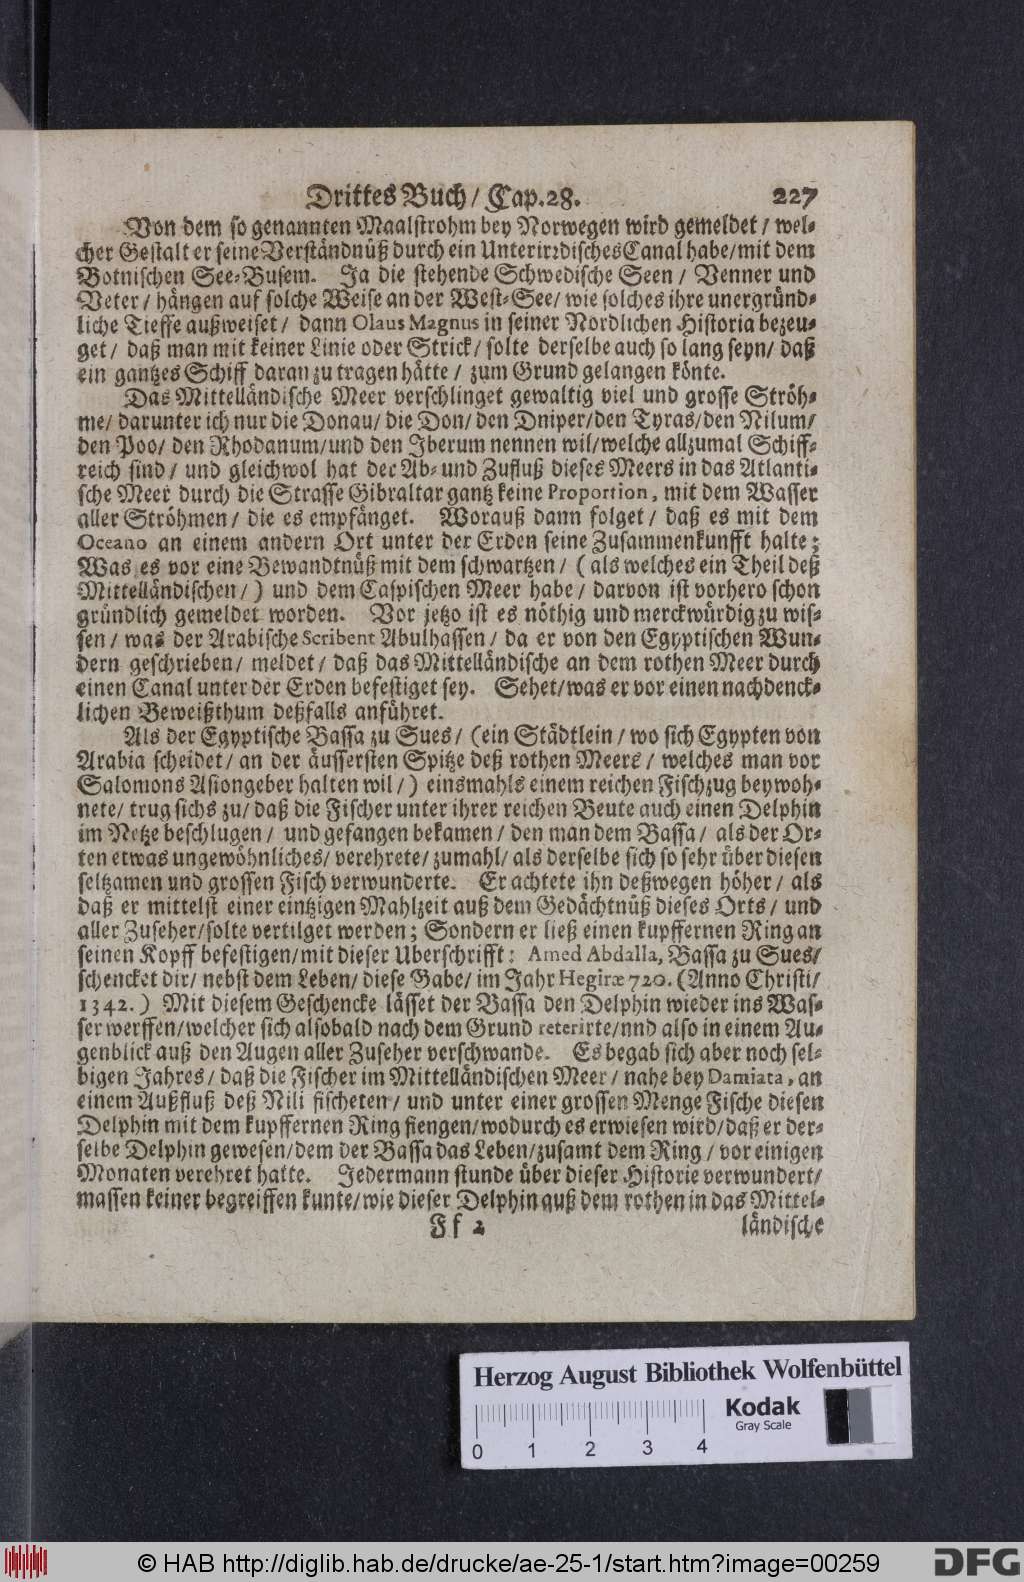 Drittes Buch/ Cap. 28. 227
Von dem so genannten Maalstrohm bey Norwegen wird gemeldet/ wel-
cher Gestalt er seine Verständnüß durch ein UnterirꝛdischesCanal habe/mit dem
Botnischen See-Busem. Ja die stehende Schwedische Seen/ Venner und
Veter/ hängen auf solche Weise an der West-See/ wie solches ihre unergründ-
liche Tieffe außweiset/ dann Olaus Magnus in seiner Nordlichen Historia bezeu-
get/ daß man mit keiner Linie oder Strick/ solte derselbe auch so lang seyn/ daß
ein gantzes Schiff daran zu tragen hätte/ zum Grund gelangen könte.
Das Mittelländische Meer verschlinget gewaltig viel und grosse Ströh-
me/ darunter ich nur die Donau/ die Don/ den Dniper/den Tyras/den Nilum/
den Poo/ den Rhodanum/und den Iberum nennen wil/welche allzumal Schiff-
reich sind/ und gleichwol hat der Ab- und Zufluß dieses Meers in das Atlanti-
sche Meer durch die Strasse Gibraltar gantz keine Proportion, mit dem Wasser
aller Ströhmen/ die es empfänget. Worauß dann folget/ daß es mit dem
Oceano an einem andern Ort unter der Erden seine Zusammenkunfft halte;
Was es vor eine Bewandtnüß mit dem schwartzen/ (als welches ein Theil deß
Mittelländischen/) und dem Caspischen Meer habe/ darvon ist vorhero schon
gründlich gemeldet worden. Vor jetzo ist es nöthig und merckwürdig zu wis-
sen/ was der Arabische Scribent Abulhassen/ da er von den Egyptischen Wun-
dern geschrieben/ meldet/ daß das Mittelländische an dem rothen Meer durch
einen Canal unter der Erden befestiget sey. Sehet/was er vor einen nachdenck-
lichen Beweißthum deßfalls anführet.
Als der Egyptische Bassa zu Sues/ (ein Städtlein/ wo sich Egypten von
Arabia scheidet/ an der äussersten Spitze deß rothen Meers/ welches man vor
Salomons Asiongeber halten wil/) einsmahls einem reichen Fischzug beywoh-
nete/ trug sichs zu/ daß die Fischer unter ihrer reichen Beute auch einen Delphin
im Netze beschlugen/ und gefangen bekamen/ den man dem Bassa/ als der Or-
ten etwas ungewöhnliches/ verehrete/ zumahl/ als derselbe sich so sehr über diesen
seltzamen und grossen Fisch verwunderte. Er achtete ihn deßwegen höher/ als
daß er mittelst einer eintzigen Mahlzeit auß dem Gedächtnüß dieses Orts/ und
aller Zuseher/solte vertilget werden; Sondern er ließ einen kupffernen Ring an
seinen Kopff befestigen/mit dieser Uberschrifft: Amed Abdalla, Bassa zu Sues/
schencket dir/ nebst dem Leben/ diese Gabe/ im Jahr Hegiræ 720. (Anno Christi/
1342.) Mit diesem Geschencke lässet der Bassa den Delphin wieder ins Was-
ser werffen/welcher sich alsobald nach dem Grund reterirte/nnd also in einem Au-
genblick auß den Augen aller Zuseher verschwande. Es begab sich aber noch sel-
bigen Jahres/ daß die Fischer im Mittelländischen Meer/ nahe bey Damiata, an
einem Außfluß deß Nili fischeten/ und unter einer grossen Menge Fische diesen
Delphin mit dem kupffernen Ring fiengen/wodurch es erwiesen wird/daß er der-
selbe Delphin gewesen/dem der Bassa das Leben/zusamt dem Ring/ vor einigen
Monaten verehret hatte. Jedermann stunde über dieser Historie verwundert/
massen keiner begreiffen kunte/wie dieser Delphin auß dem rothen in das Mittel-
Ff 2 ländische
Herzog August Bibliothek Wolfenbüttel
Kodak
Gray Scale
0 1 2 3 4
© HAB http://diglib.hab.de/drucke/ae-25-1/start.htm?image=00259
DFG